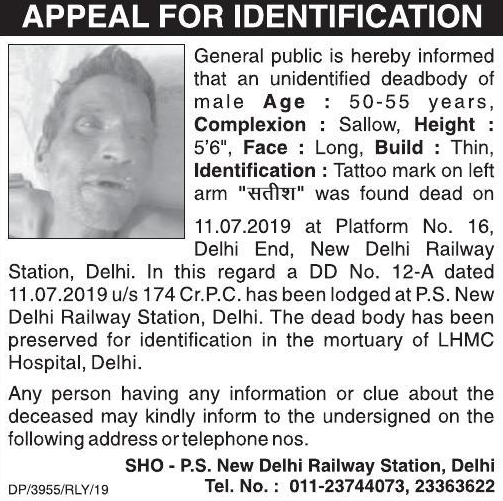 APPEAL FOR IDENTIFICATION
General public is hereby informed
that an unidentified deadbody of
male Age : 50-55 years,
Complexion : Sallow, Height :
5'6", Face : Long, Build : Thin,
Identification : Tattoo mark on left
arm "सतीश" was found dead on
11.07.2019 at Platform No. 16,
Delhi End, New Delhi Railway
Station, Delhi. In this regard a DD No. 12-A dated
11.07.2019 u/s 174 Cr.P.C. has been lodged at P.S. New
Delhi Railway Station, Delhi. The dead body has been
preserved for identification in the mortuary of LHMC
Hospital, Delhi.
Any person having any information or clue about the
deceased may kindly inform to the undersigned on the
following address or telephone nos.
SHO - P.S. New Delhi Railway Station, Delhi
DP/3955/RLY/19 Tel. No. : 011-23744073, 23363622